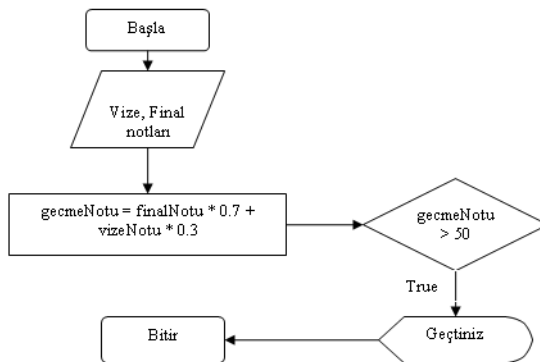 Başla
Vize, Final
notları
gecmeNotu = finalNotu * 0.7 +
vizeNotu * 0.3
gecmeNotu
> 50
True
Geçtiniz
Bitir